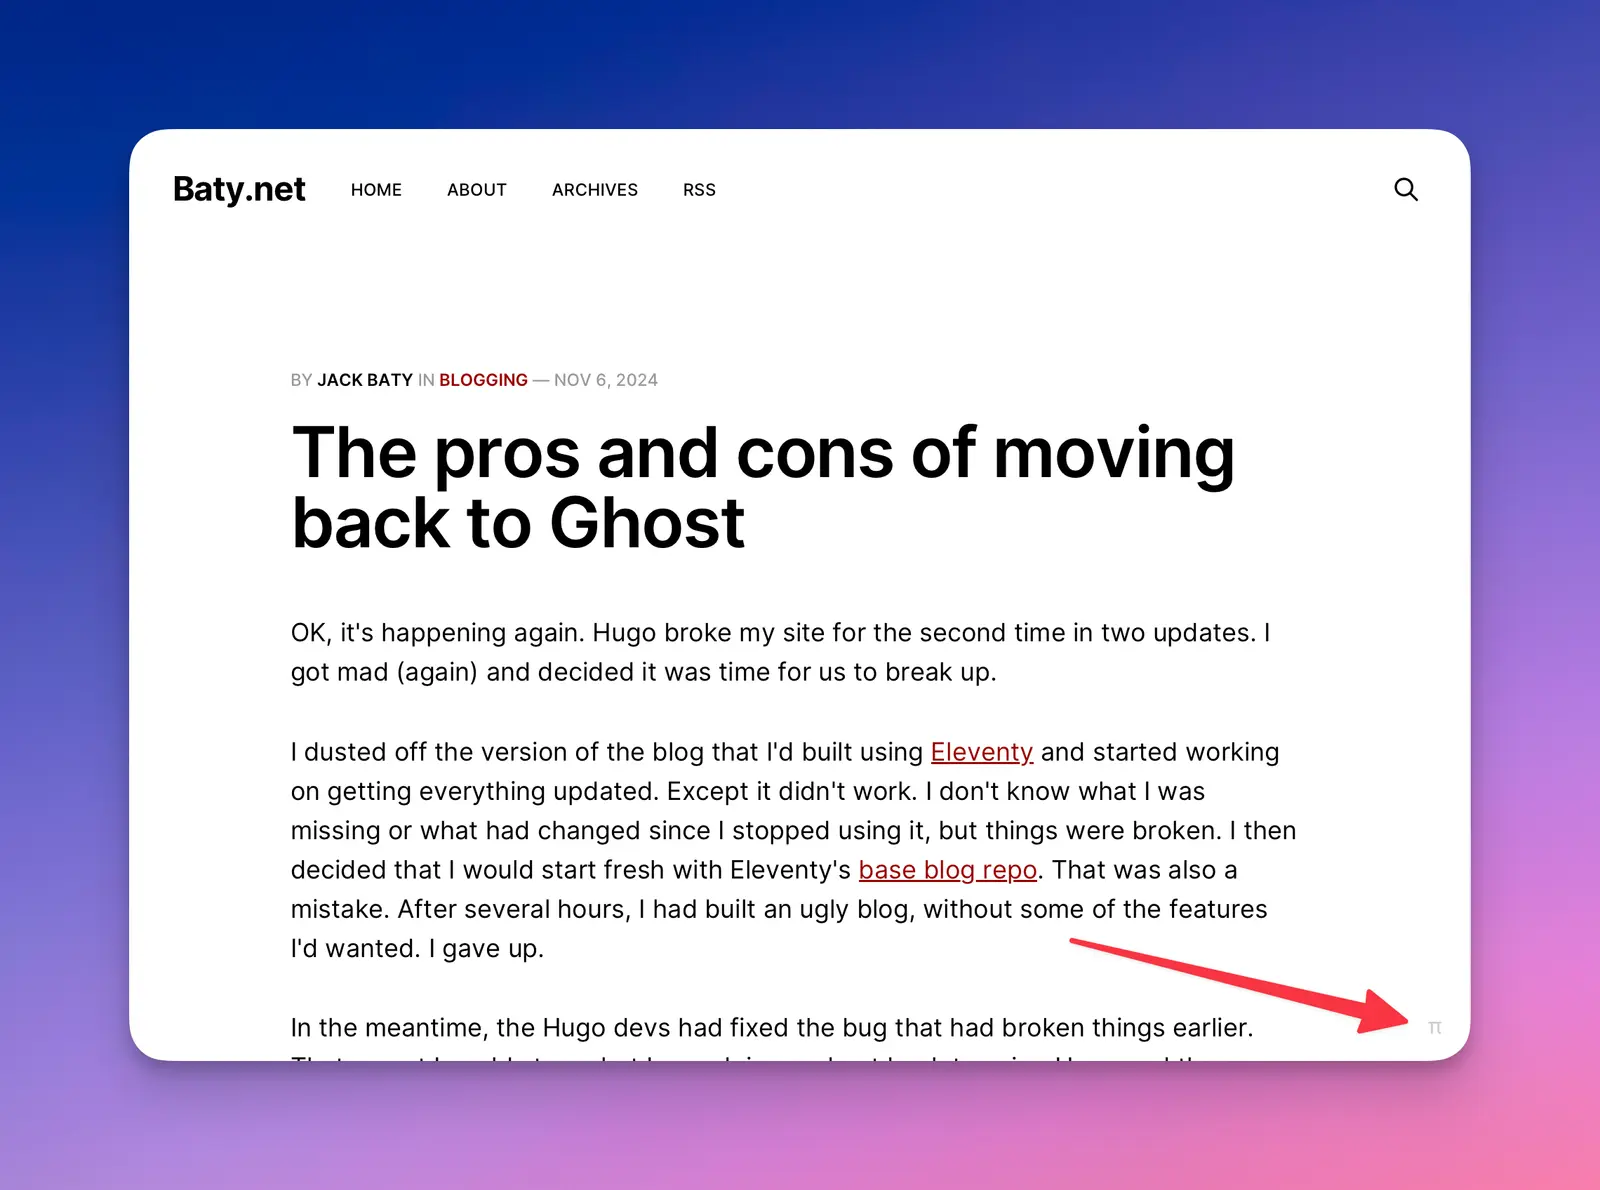 Baty.net HOME ABOUT ARCHIVES RSS
BY JACK BATY IN BLOGGING — NOV 6, 2024
The pros and cons of moving
back to Ghost
OK, it's happening again. Hugo broke my site for the second time in two updates. I
got mad (again) and decided it was time for us to break up.
I dusted off the version of the blog that I'd built using Eleventy and started working
on getting everything updated. Except it didn't work. I don't know what I was
missing or what had changed since I stopped using it, but things were broken. I then
decided that I would start fresh with Eleventy's base blog repo. That was also a
mistake. After several hours, I had built an ugly blog, without some of the features
I'd wanted. I gave up.
In the meantime, the Hugo devs had fixed the bug that had broken things earlier.
π